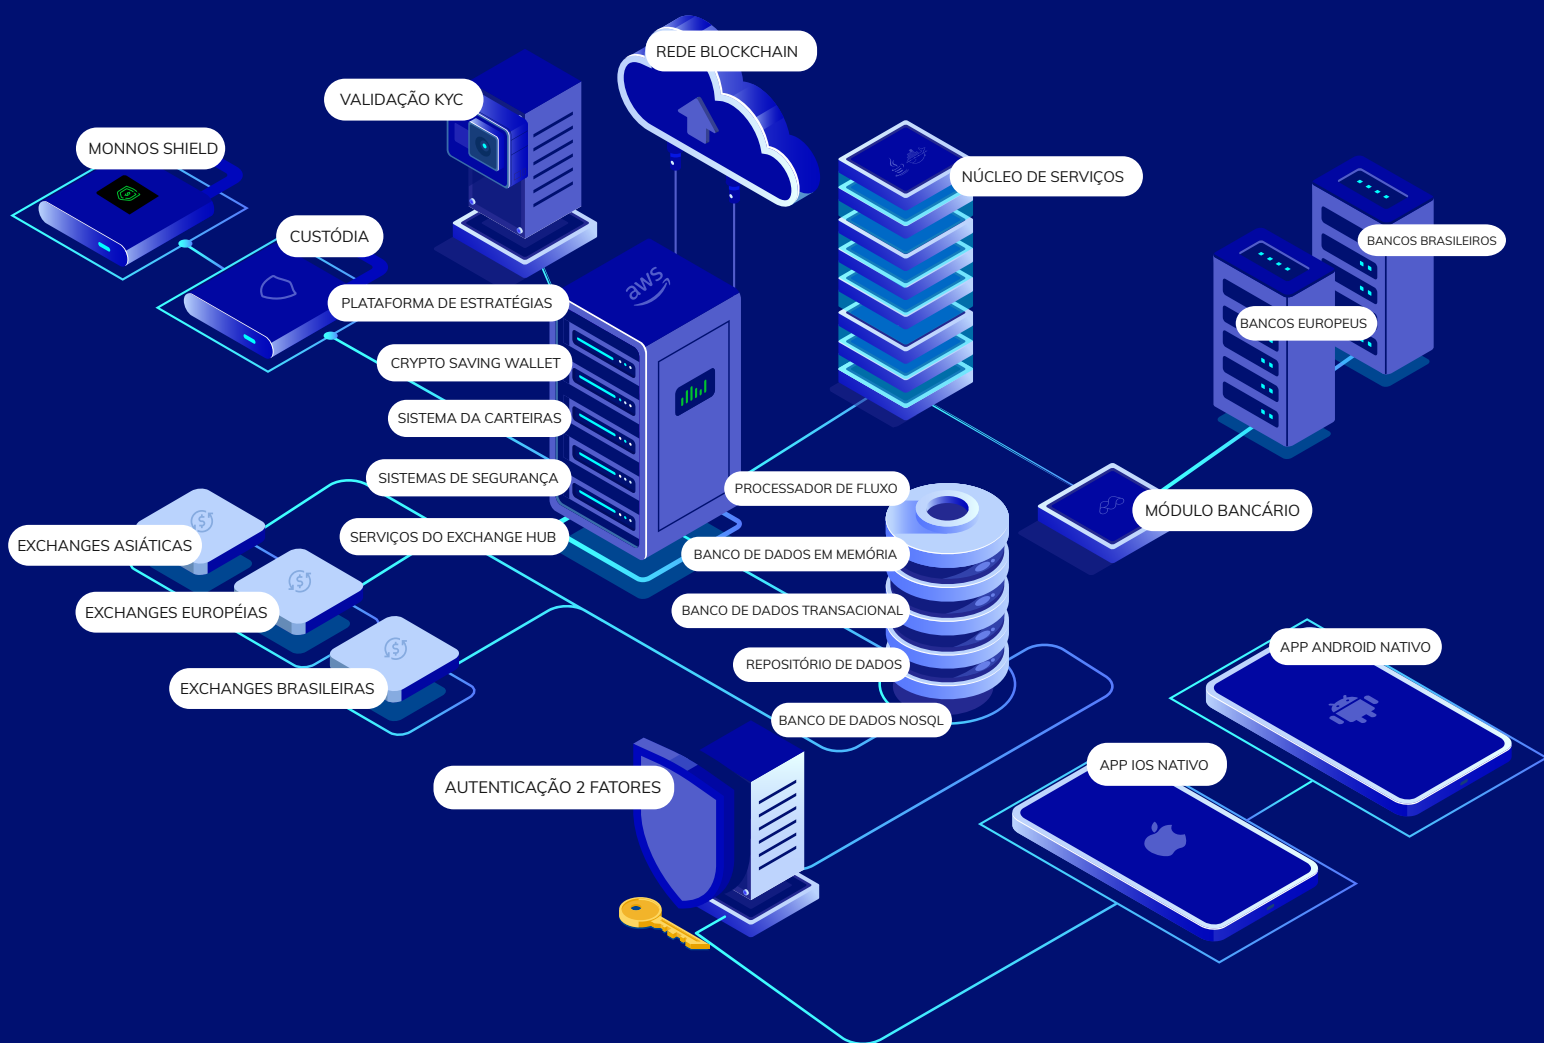 REDE BLOCKCHAIN
VALIDAÇÃO KYC
MONNOS SHIELD
NÚCLEO DE SERVIÇOS
CUSTÓDIA
BANCOS BRASILEIROS
aws
PLATAFORMA DE ESTRATÉGIAS
BANCOS EUROPEUS
CRYPTO SAVING WALLET
SISTEMA DA CARTEIRAS
SISTEMAS DE SEGURANÇA
PROCESSADOR DE FLUXO
MÓDULO BANCÁRIO
SERVIÇOS DO EXCHANGE HUB
EXCHANGES ASIÁTICAS
BANCO DE DADOS EM MEMÓRIA
EXCHANGES EUROPÉIAS
BANCO DE DADOS TRANSACIONAL
APP ANDROID NATIVO
REPOSITÓRIO DE DADOS
EXCHANGES BRASILEIRAS
BANCO DE DADOS NOSQL
APP IOS NATIVO
AUTENTICAÇÃO 2 FATORES